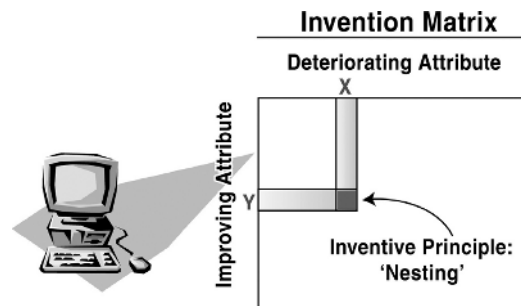 Invention Matrix
Deteriorating Attribute
X
Improving Attribute
Y
Inventive Principle:
'Nesting'